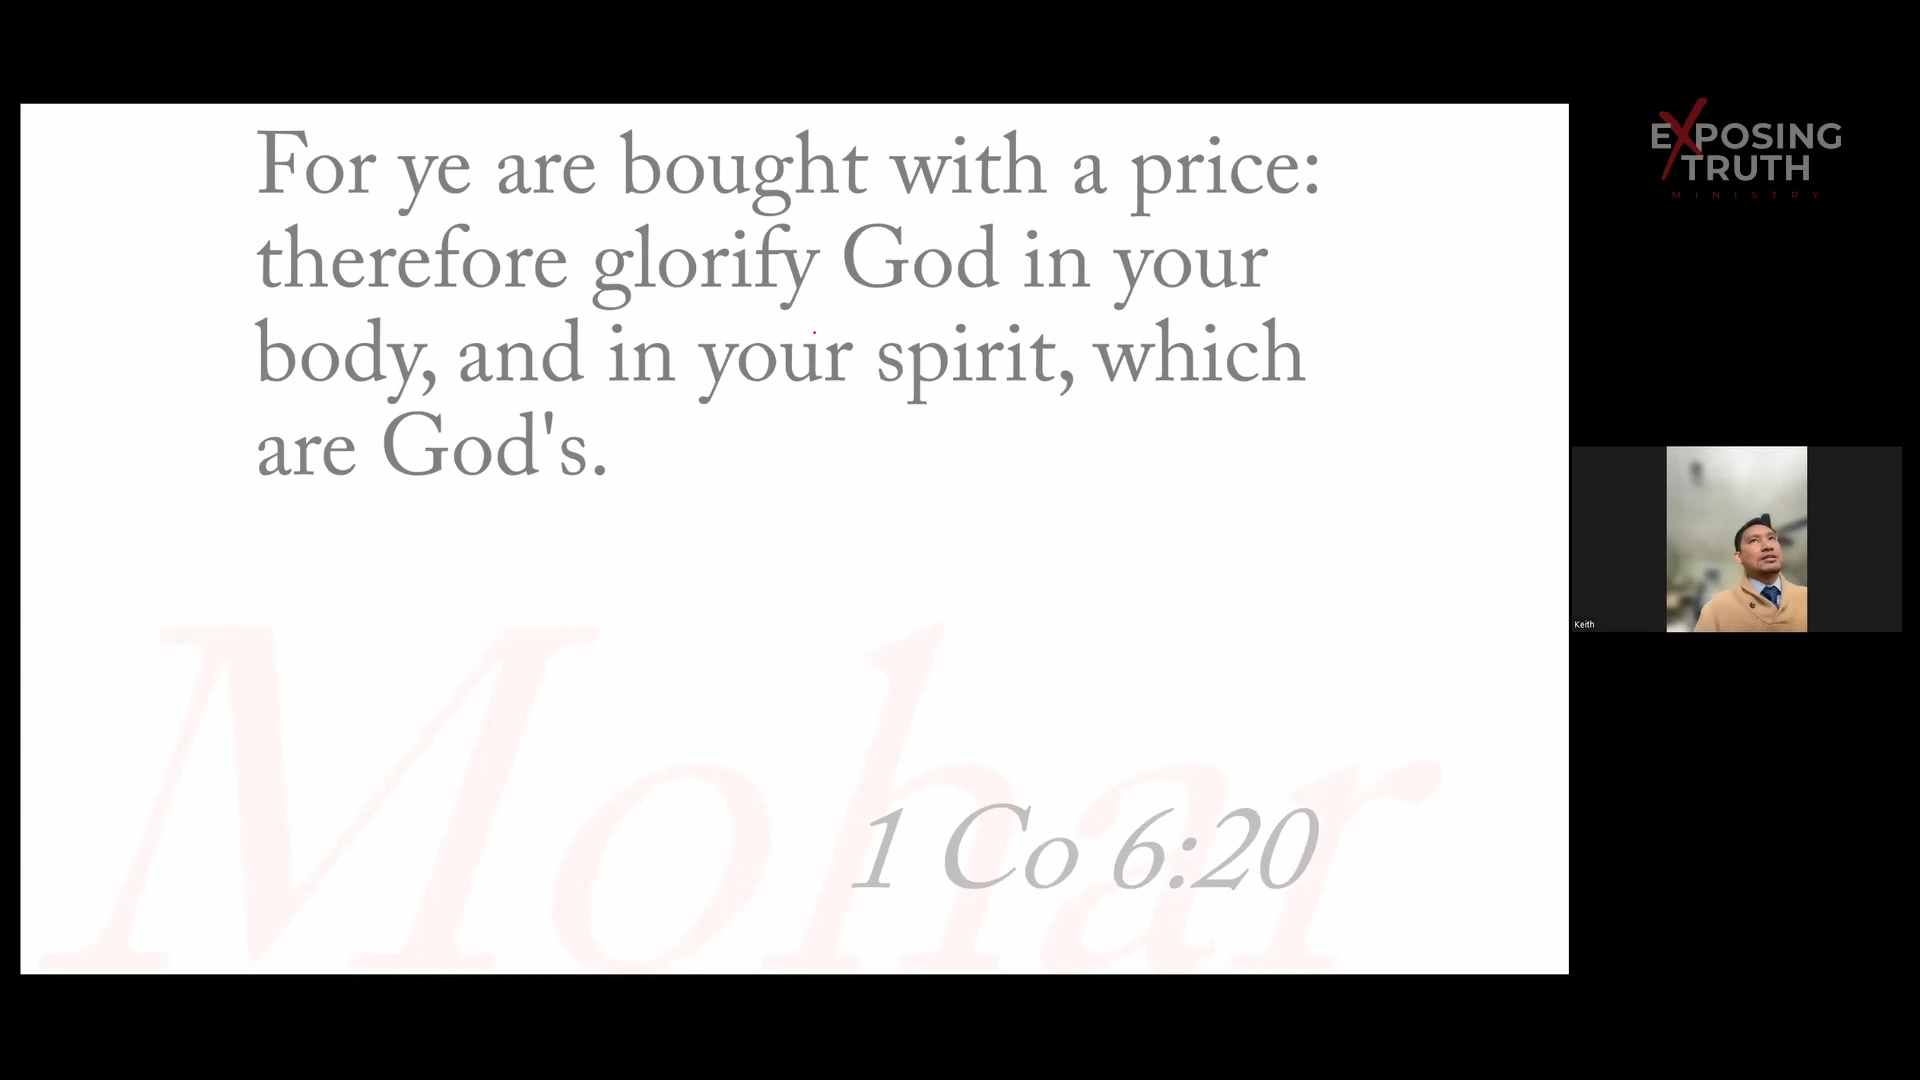 For ye are bought with a price:
therefore glorify God in your
body, and in your spirit, which
are God's.
Mohar
1 Co 6:20
EXPOSING
TRUTH
MINISTRY
Keith